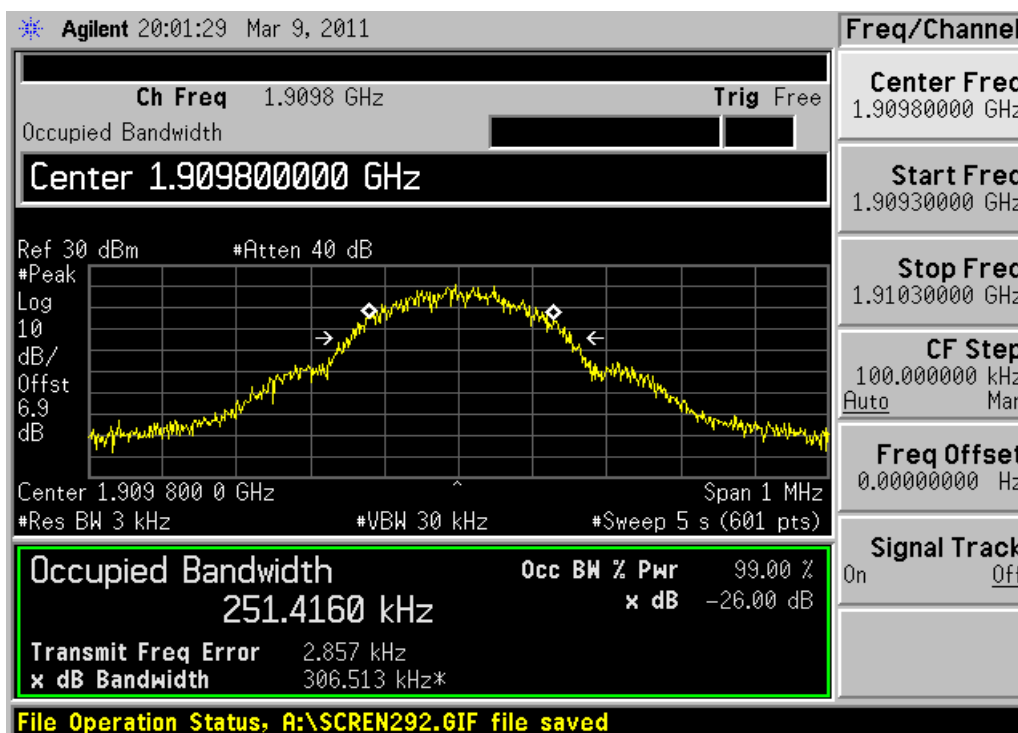 Agilent 20:01:29 Mar 9, 2011
Ch Freq 1.9098 GHz Trig Free
Occupied Bandwidth
Center 1.909800000 GHz
Ref 30 dBm #Atten 40 dB
#Peak
Log
10
dB/
Offst
6.9
dB
Center 1.909 800 0 GHz Span 1 MHz
#Res BW 3 kHz #VBW 30 kHz #Sweep 5 s (601 pts)
Occupied Bandwidth Occ BW % Pwr 99.00 %
251.4160 kHz x dB -26.00 dB
Transmit Freq Error 2.857 kHz
x dB Bandwidth 306.513 kHz*
File Operation Status, A:\SCREN292.GIF file saved
Freq/Channel
Center Freq
1.90980000 GHz
Start Freq
1.90930000 GHz
Stop Freq
1.91030000 GHz
CF Step
100.000000 kHz
Auto Man
Freq Offset
0.00000000 Hz
Signal Track
On Off